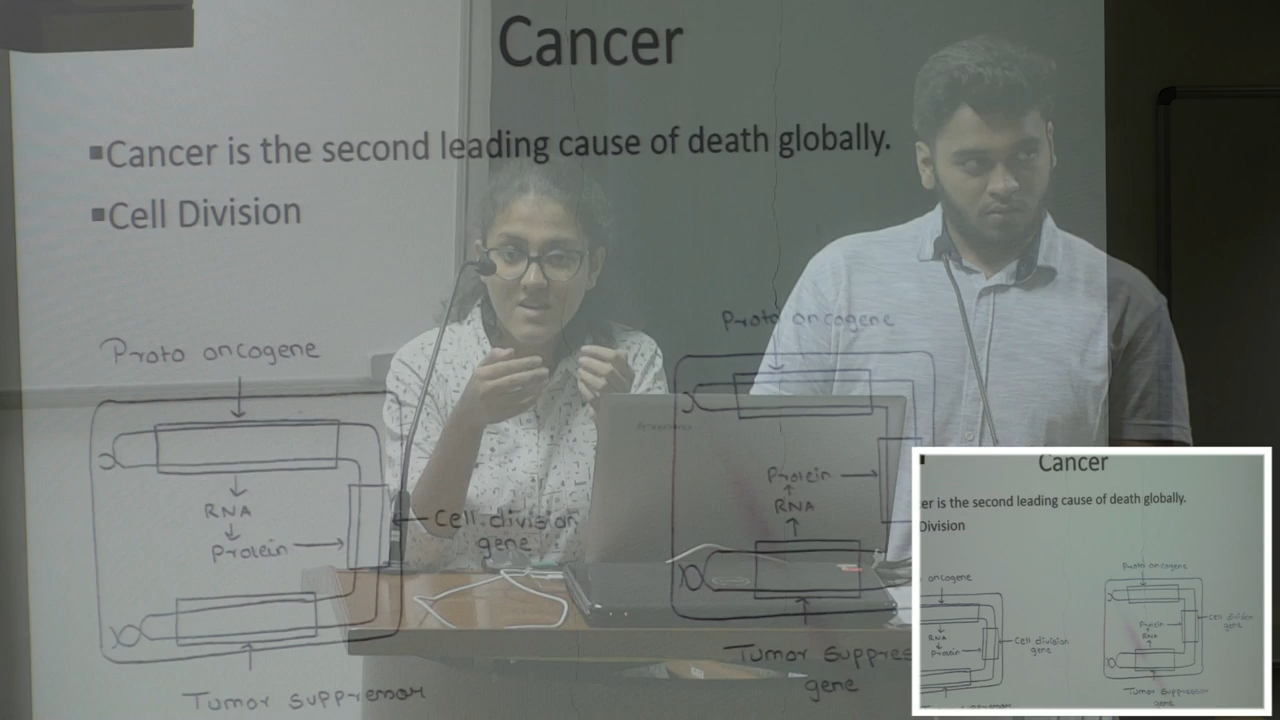 Cancer
▪Cancer is the second leading cause of death globally.
▪Cell Division
Proto oncogene
RNA
Protein
Cell division
gene
Tumor suppressor
Proto oncogene
Protein
RNA
Tumor suppres
gene
Cancer
er is the second leading cause of death globally.
Division
oncogene
RNA
Protein
Cell division
gene
Proto oncogene
Protein
RNA
Cell division
gene
Tumor suppressor
gene